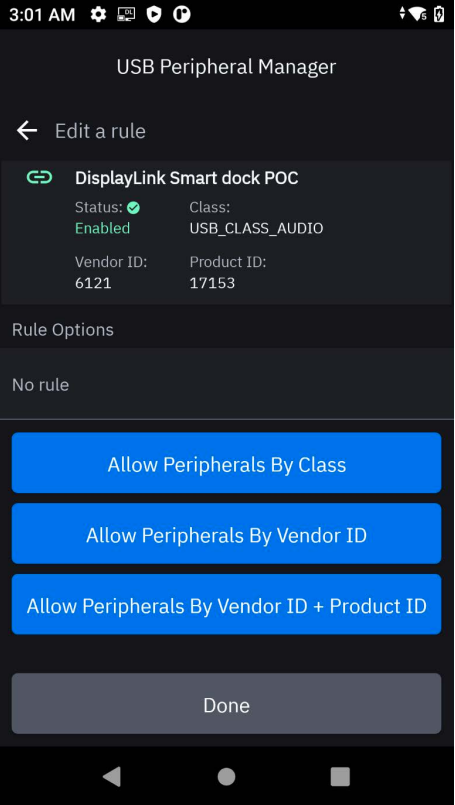 3:01 AM
USB Peripheral Manager
Edit a rule
DisplayLink Smart dock POC
Status: Class:
Enabled USB_CLASS_AUDIO
Vendor ID: Product ID:
6121 17153
Rule Options
No rule
Allow Peripherals By Class
Allow Peripherals By Vendor ID
Allow Peripherals By Vendor ID + Product ID
Done